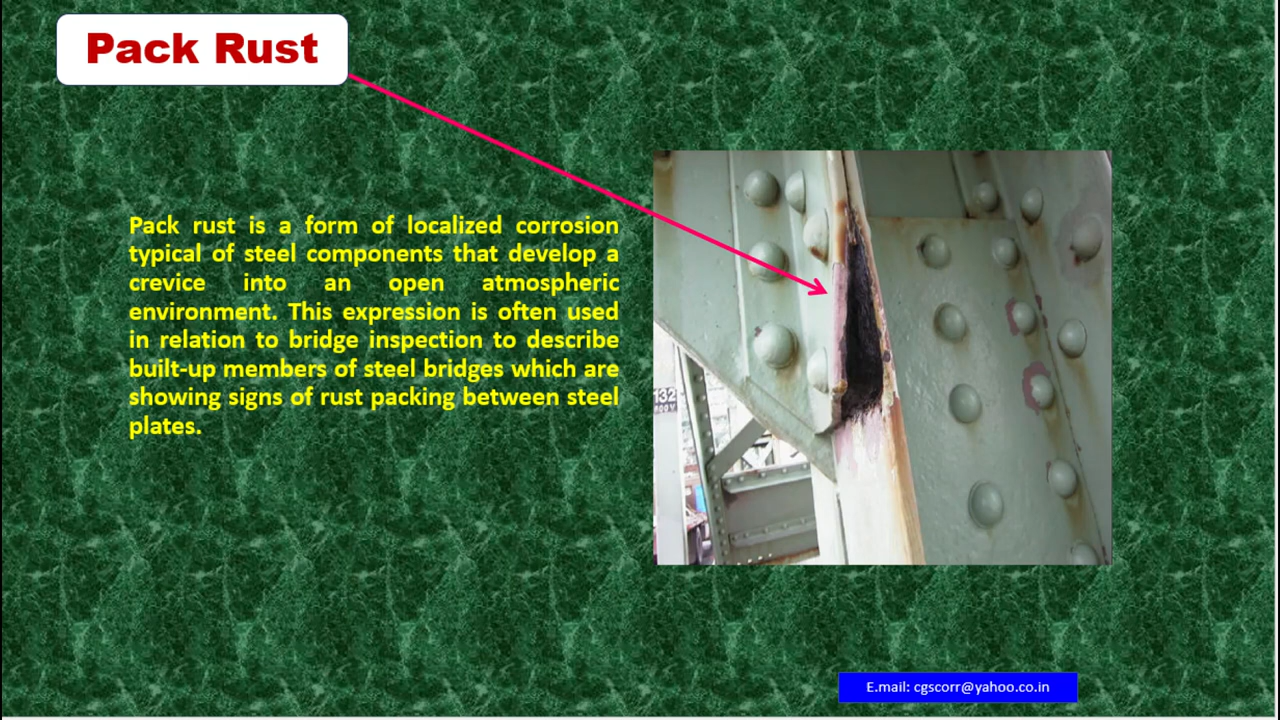 Pack Rust
Pack rust is a form of localized corrosion
typical of steel components that develop a
crevice into an open atmospheric
environment. This expression is often used
in relation to bridge inspection to describe
built-up members of steel bridges which are
showing signs of rust packing between steel
plates.
132
E.mail: cgscorr@yahoo.co.in